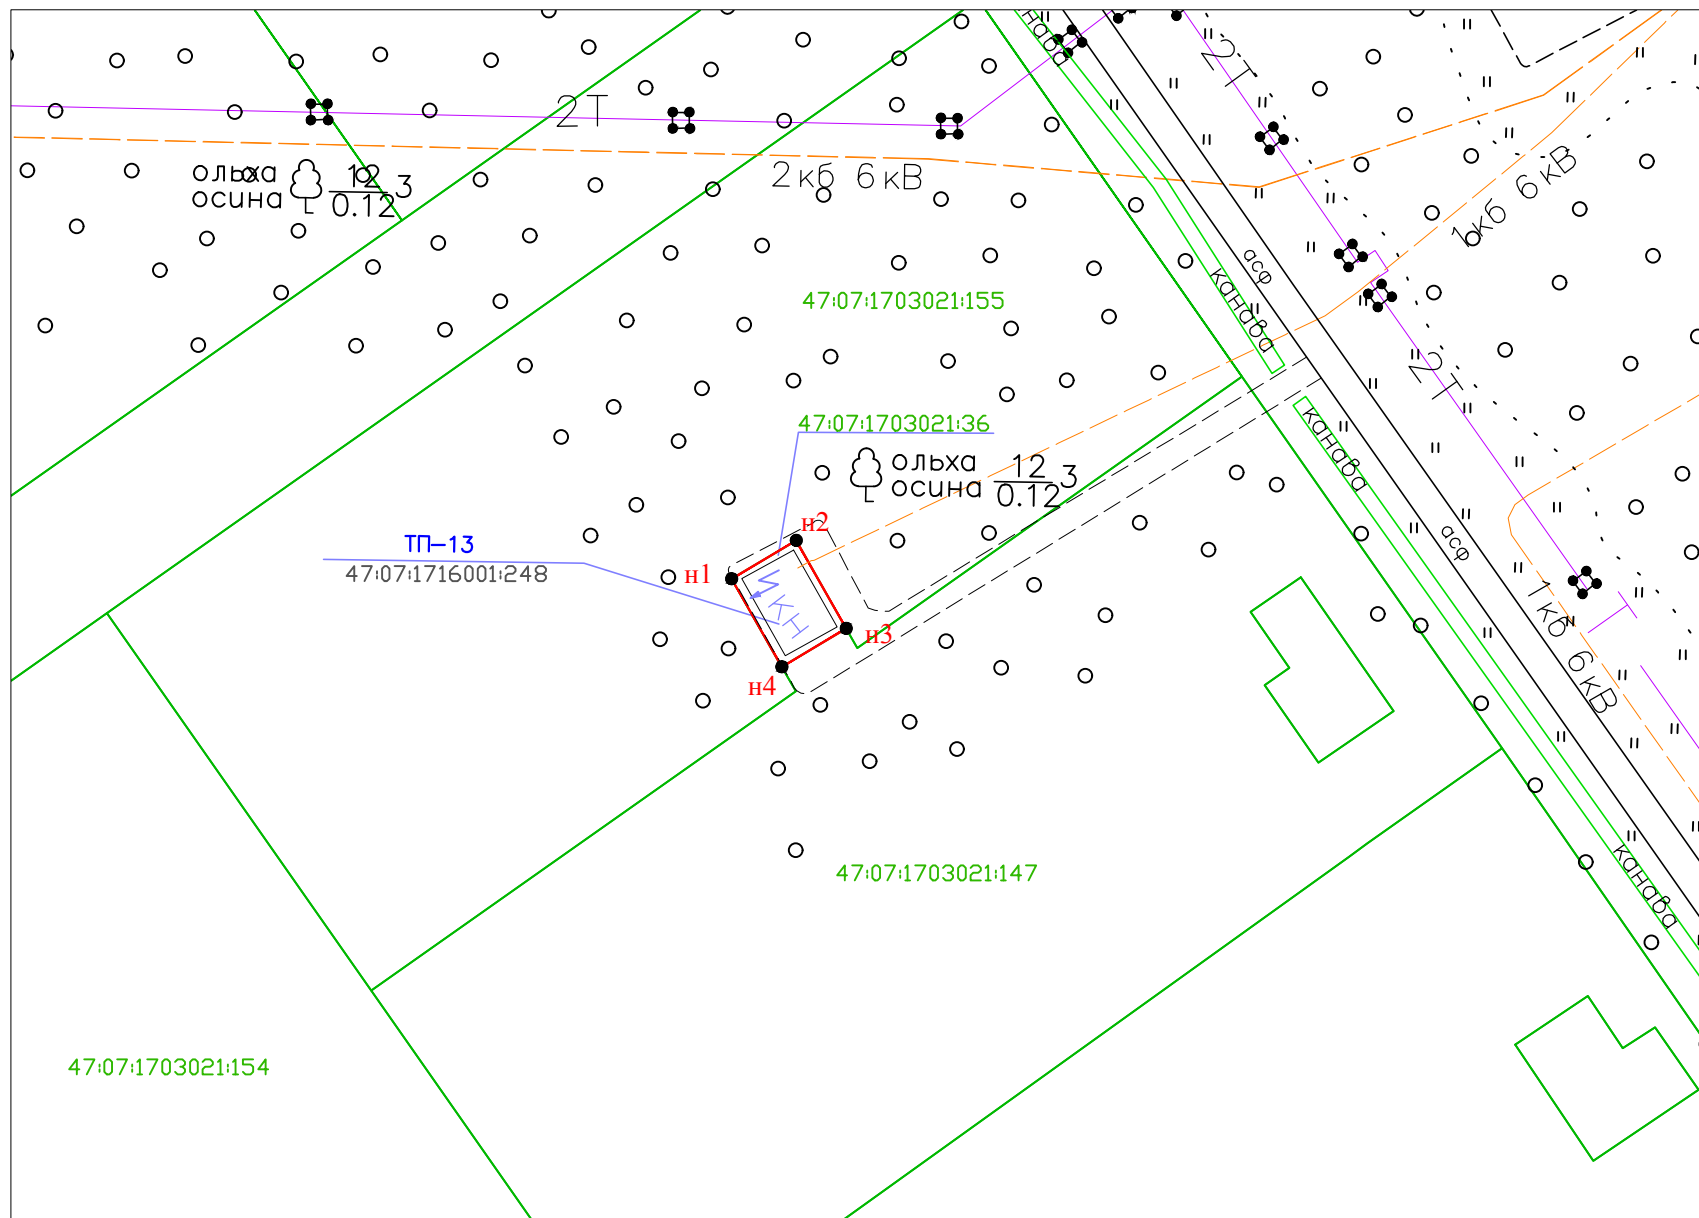 канав
2Т
2Т
ольха 12 3
осина 0.12
2кб 6кВ
1кб 6кВ
асф
канава
47:07:1703021:155
2Т
47:07:1703021:36
канава
ольха 12 3
осина 0.12
н2
ТП–13
н1
47:07:1716001:248
КН
асф
н3
1кб 6кВ
н4
47:07:1703021:147
канава
47:07:1703021:154